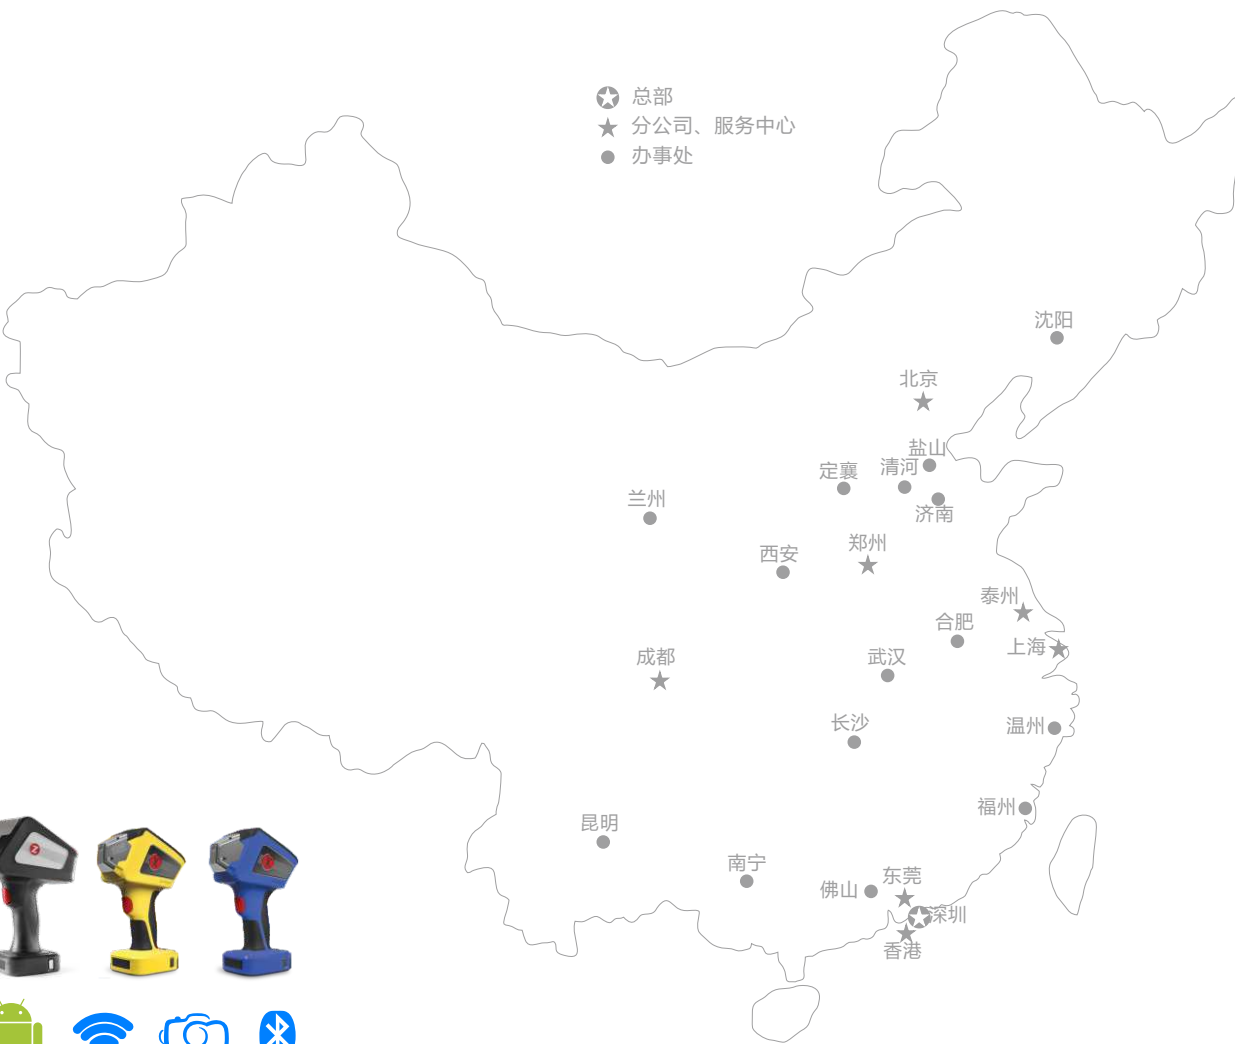 总部
分公司、服务中心
办事处
沈阳
北京
盐山
定襄
清河
兰州
济南
郑州
西安
泰州
合肥
上海
成都
武汉
长沙
温州
福州
昆明
南宁
东莞
佛山
深圳
香港